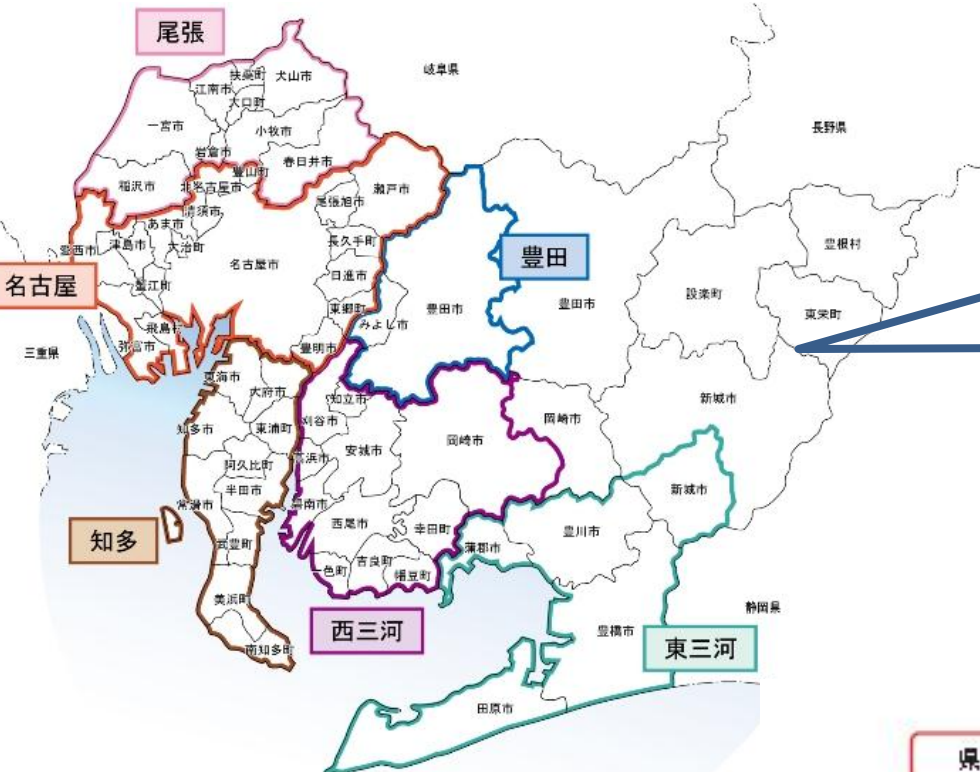 尾張
岐阜県
扶桑町
犬山市
江南市
大口町
一宮市
小牧市
岩倉市
春日井市
豊山町
稲沢市
北名古屋市
瀬戸市
清須市
尾張旭市
あま市
津島市
大治町
愛西市
長久手町
名古屋市
名古屋
日進市
蟹江町
東郷町
みよし市
飛島村
弥富市
豊明市
三重県
長野県
豊根村
豊田
設楽町
豊田市
豊田市
東栄町
東海市
大府市
知立市
新城市
岡崎市
刈谷市
知多市
東浦町
岡崎市
安城市
高浜市
阿久比町
半田市
新城市
常滑市
碧南市
西尾市
幸田町
豊川市
知多
武豊町
蒲郡市
吉良町
一色町
幡豆町
美浜町
静岡県
西三河
豊橋市
東三河
南知多町
田原市